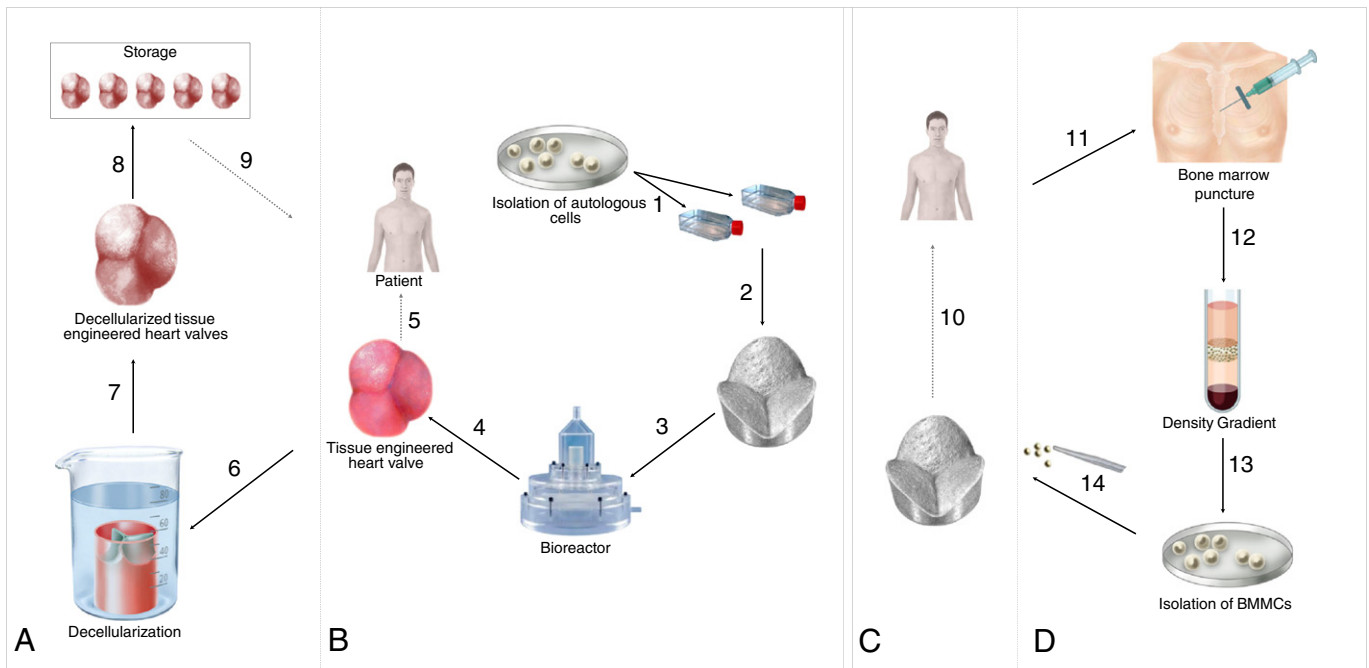 Storage
8
9
Decellularized tissue
engineered heart valves
7
80
60
40
20
Decellularization
A
6
Isolation of autologous
cells
1
2
Patient
5
Tissue engineered
heart valve
4
3
Bioreactor
B
10
C
11
Bone marrow
puncture
12
Density Gradient
13
14
Isolation of BMMCs
D